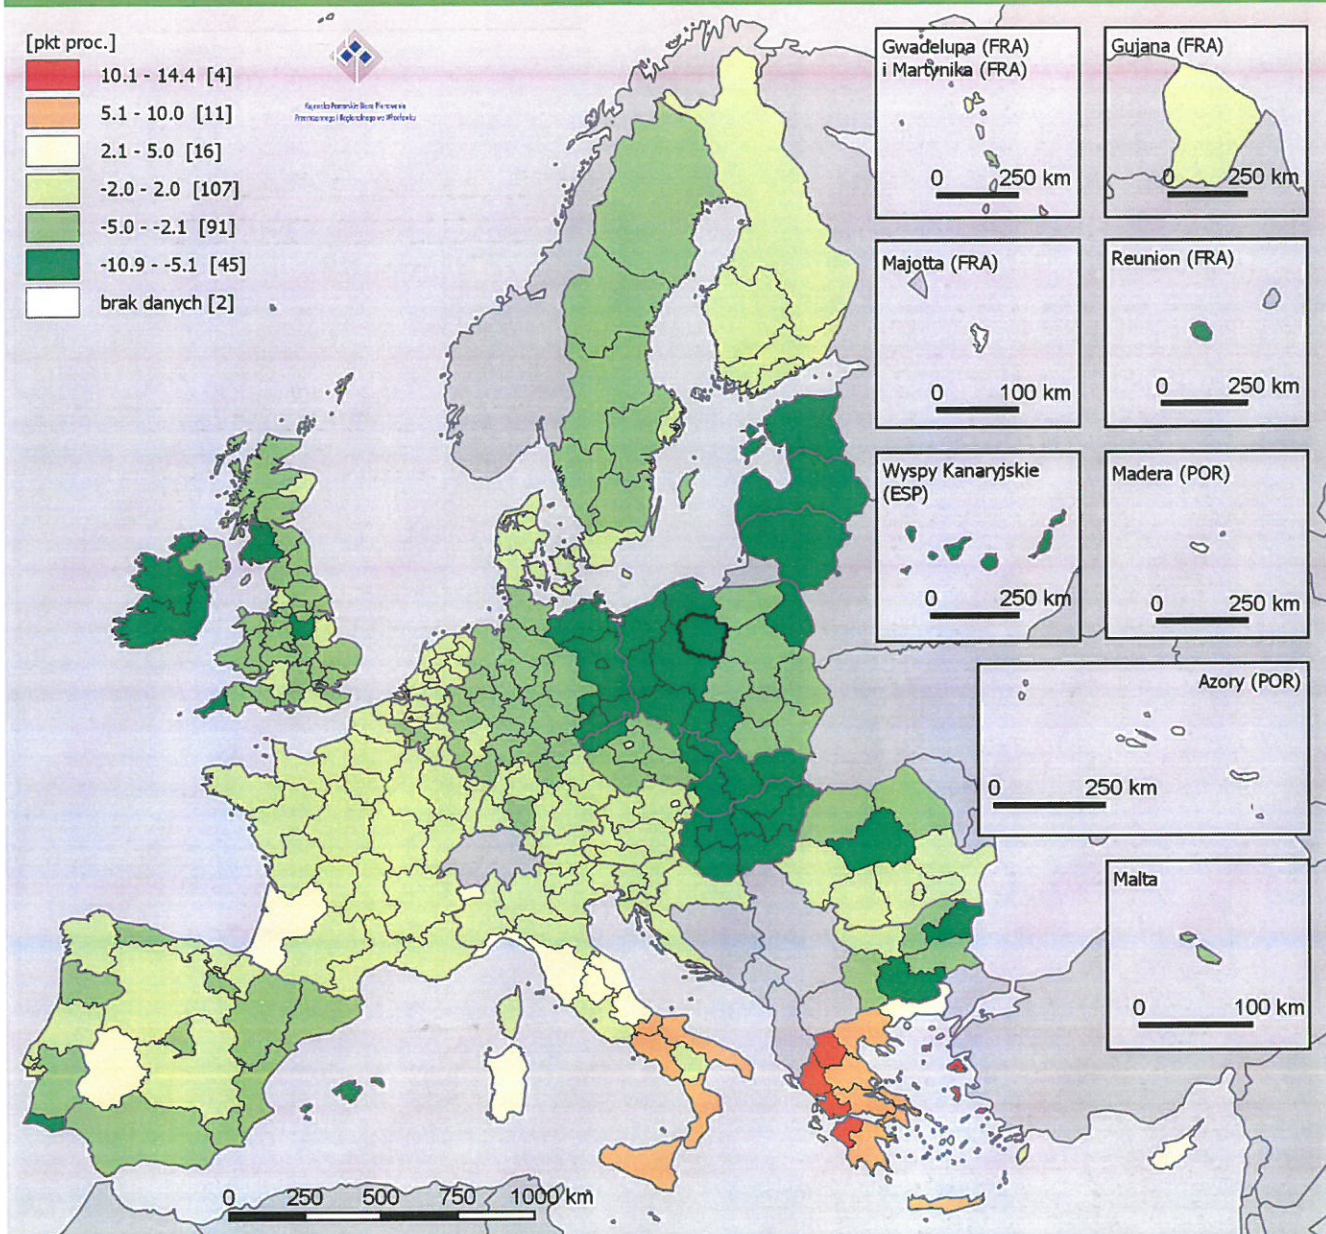 [pkt proc.]
10.1 - 14.4 [4]
5.1 - 10.0 [11]
2.1 - 5.0 [16]
-2.0 - 2.0 [107]
-5.0 - -2.1 [91]
-10.9 - -5.1 [45]
brak danych [2]
Gwadelupa (FRA)
i Martynika (FRA)
0 250 km
Gujana (FRA)
0 250 km
Majotta (FRA)
0 100 km
Reunion (FRA)
0 250 km
Wyspy Kanaryjskie
(ESP)
0 250 km
Madera (POR)
0 250 km
Azory (POR)
0 250 km
Malta
0 100 km
0 250 500 750 1000 km